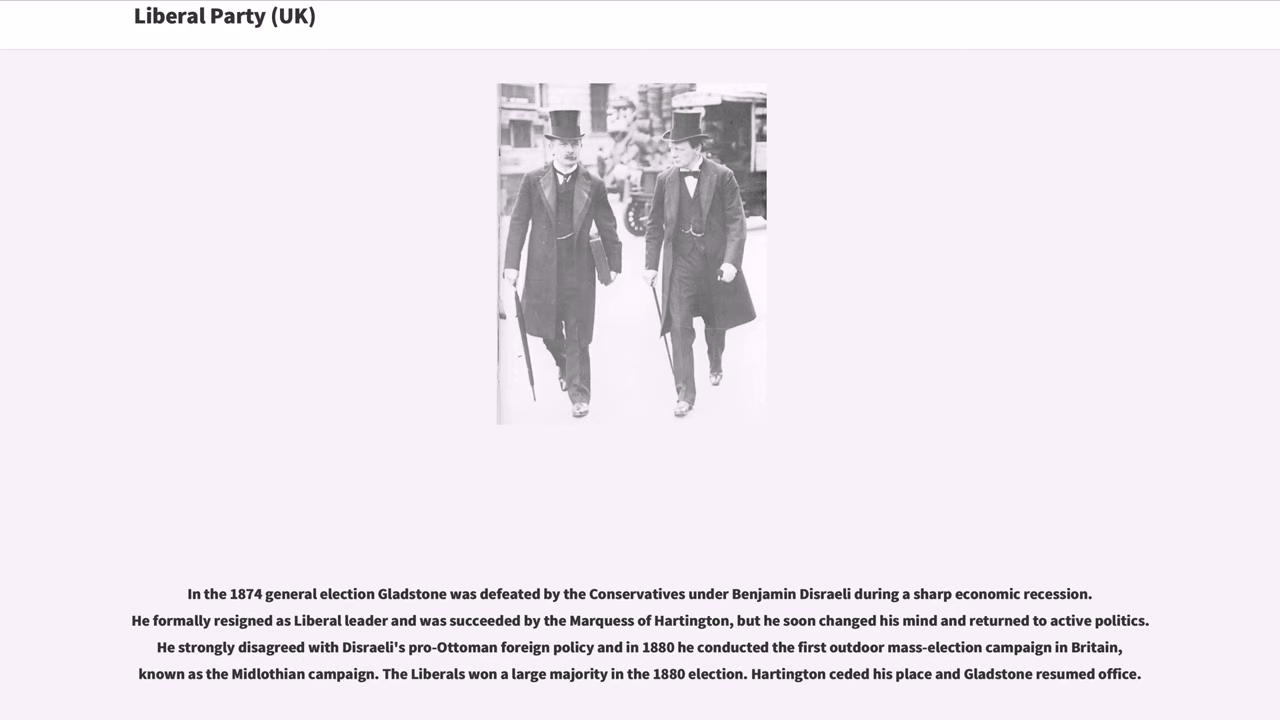 Liberal Party (UK)
In the 1874 general election Gladstone was defeated by the Conservatives under Benjamin Disraeli during a sharp economic recession.
He formally resigned as Liberal leader and was succeeded by the Marquess of Hartington, but he soon changed his mind and returned to active politics.
He strongly disagreed with Disraeli's pro-Ottoman foreign policy and in 1880 he conducted the first outdoor mass-election campaign in Britain,
known as the Midlothian campaign. The Liberals won a large majority in the 1880 election. Hartington ceded his place and Gladstone resumed office.